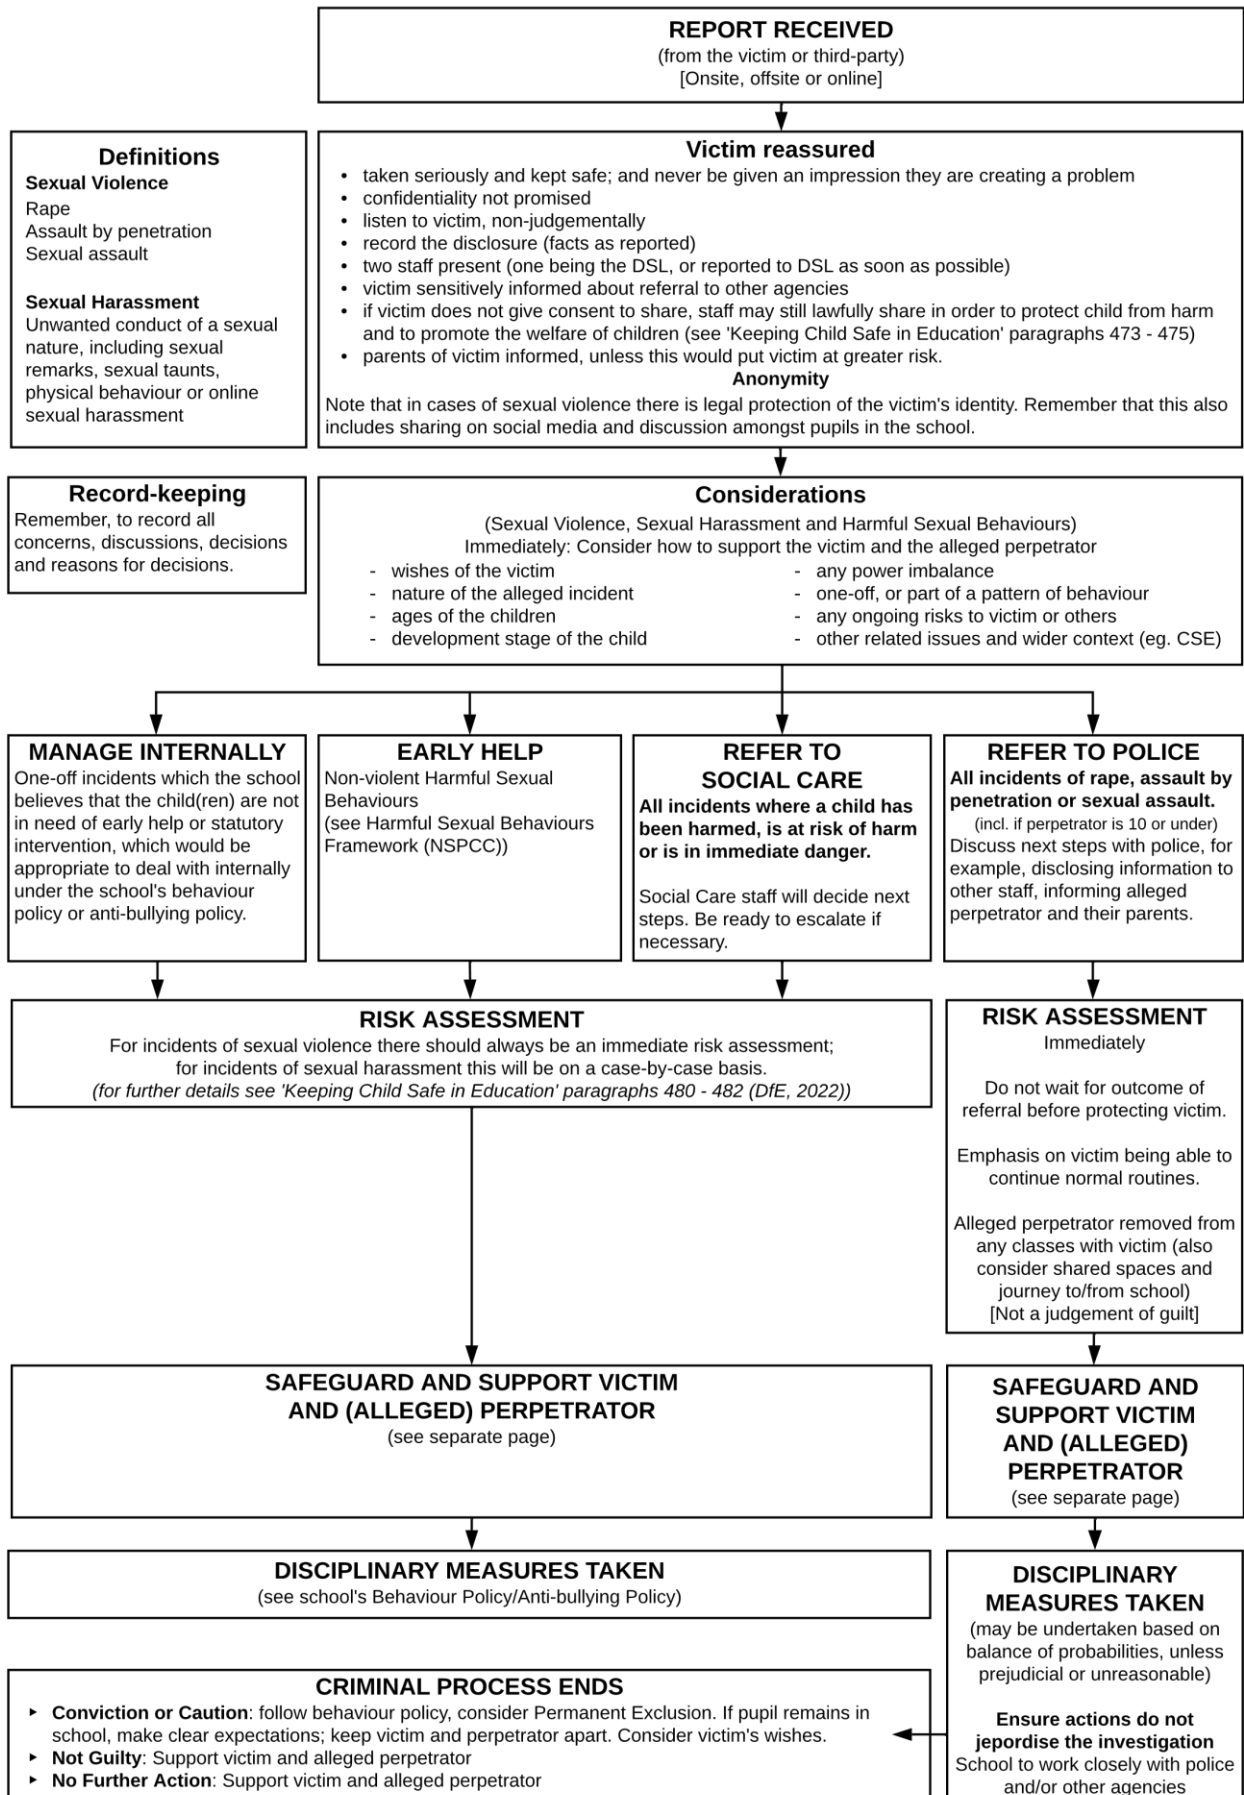 REPORT RECEIVED
(from the victim or third-party)
[Onsite, offsite or online]
Definitions
Sexual Violence
Rape
Assault by penetration
Sexual assault
Sexual Harassment
Unwanted conduct of a sexual
nature, including sexual
remarks, sexual taunts,
physical behaviour or online
sexual harassment
Victim reassured
• taken seriously and kept safe; and never be given an impression they are creating a problem
• confidentiality not promised
• listen to victim, non-judgementally
• record the disclosure (facts as reported)
• two staff present (one being the DSL, or reported to DSL as soon as possible)
• victim sensitively informed about referral to other agencies
• if victim does not give consent to share, staff may still lawfully share in order to protect child from harm
and to promote the welfare of children (see 'Keeping Child Safe in Education' paragraphs 473 - 475)
• parents of victim informed, unless this would put victim at greater risk.
Anonymity
Note that in cases of sexual violence there is legal protection of the victim's identity. Remember that this also
includes sharing on social media and discussion amongst pupils in the school.
Record-keeping
Remember, to record all
concerns, discussions, decisions
and reasons for decisions.
Considerations
(Sexual Violence, Sexual Harassment and Harmful Sexual Behaviours)
Immediately: Consider how to support the victim and the alleged perpetrator
- wishes of the victim
- nature of the alleged incident
- ages of the children
- development stage of the child
- any power imbalance
- one-off, or part of a pattern of behaviour
- any ongoing risks to victim or others
- other related issues and wider context (eg. CSE)
MANAGE INTERNALLY
One-off incidents which the school
believes that the child(ren) are not
in need of early help or statutory
intervention, which would be
appropriate to deal with internally
under the school's behaviour
policy or anti-bullying policy.
EARLY HELP
Non-violent Harmful Sexual
Behaviours
(see Harmful Sexual Behaviours
Framework (NSPCC))
REFER TO
SOCIAL CARE
All incidents where a child has
been harmed, is at risk of harm
or is in immediate danger.
Social Care staff will decide next
steps. Be ready to escalate if
necessary.
REFER TO POLICE
All incidents of rape, assault by
penetration or sexual assault.
(incl. if perpetrator is 10 or under)
Discuss next steps with police, for
example, disclosing information to
other staff, informing alleged
perpetrator and their parents.
RISK ASSESSMENT
For incidents of sexual violence there should always be an immediate risk assessment;
for incidents of sexual harassment this will be on a case-by-case basis.
(for further details see 'Keeping Child Safe in Education' paragraphs 480 - 482 (DfE, 2022))
RISK ASSESSMENT
Immediately
Do not wait for outcome of
referral before protecting victim.
Emphasis on victim being able to
continue normal routines.
Alleged perpetrator removed from
any classes with victim (also
consider shared spaces and
journey to/from school)
[Not a judgement of guilt]
SAFEGUARD AND SUPPORT VICTIM
AND (ALLEGED) PERPETRATOR
(see separate page)
SAFEGUARD AND
SUPPORT VICTIM
AND (ALLEGED)
PERPETRATOR
(see separate page)
DISCIPLINARY MEASURES TAKEN
(see school's Behaviour Policy/Anti-bullying Policy)
DISCIPLINARY
MEASURES TAKEN
(may be undertaken based on
balance of probabilities, unless
prejudicial or unreasonable)
Ensure actions do not
jepordise the investigation
School to work closely with police
and/or other agencies
CRIMINAL PROCESS ENDS
▸ Conviction or Caution: follow behaviour policy, consider Permanent Exclusion. If pupil remains in
school, make clear expectations; keep victim and perpetrator apart. Consider victim's wishes.
▸ Not Guilty: Support victim and alleged perpetrator
▸ No Further Action: Support victim and alleged perpetrator